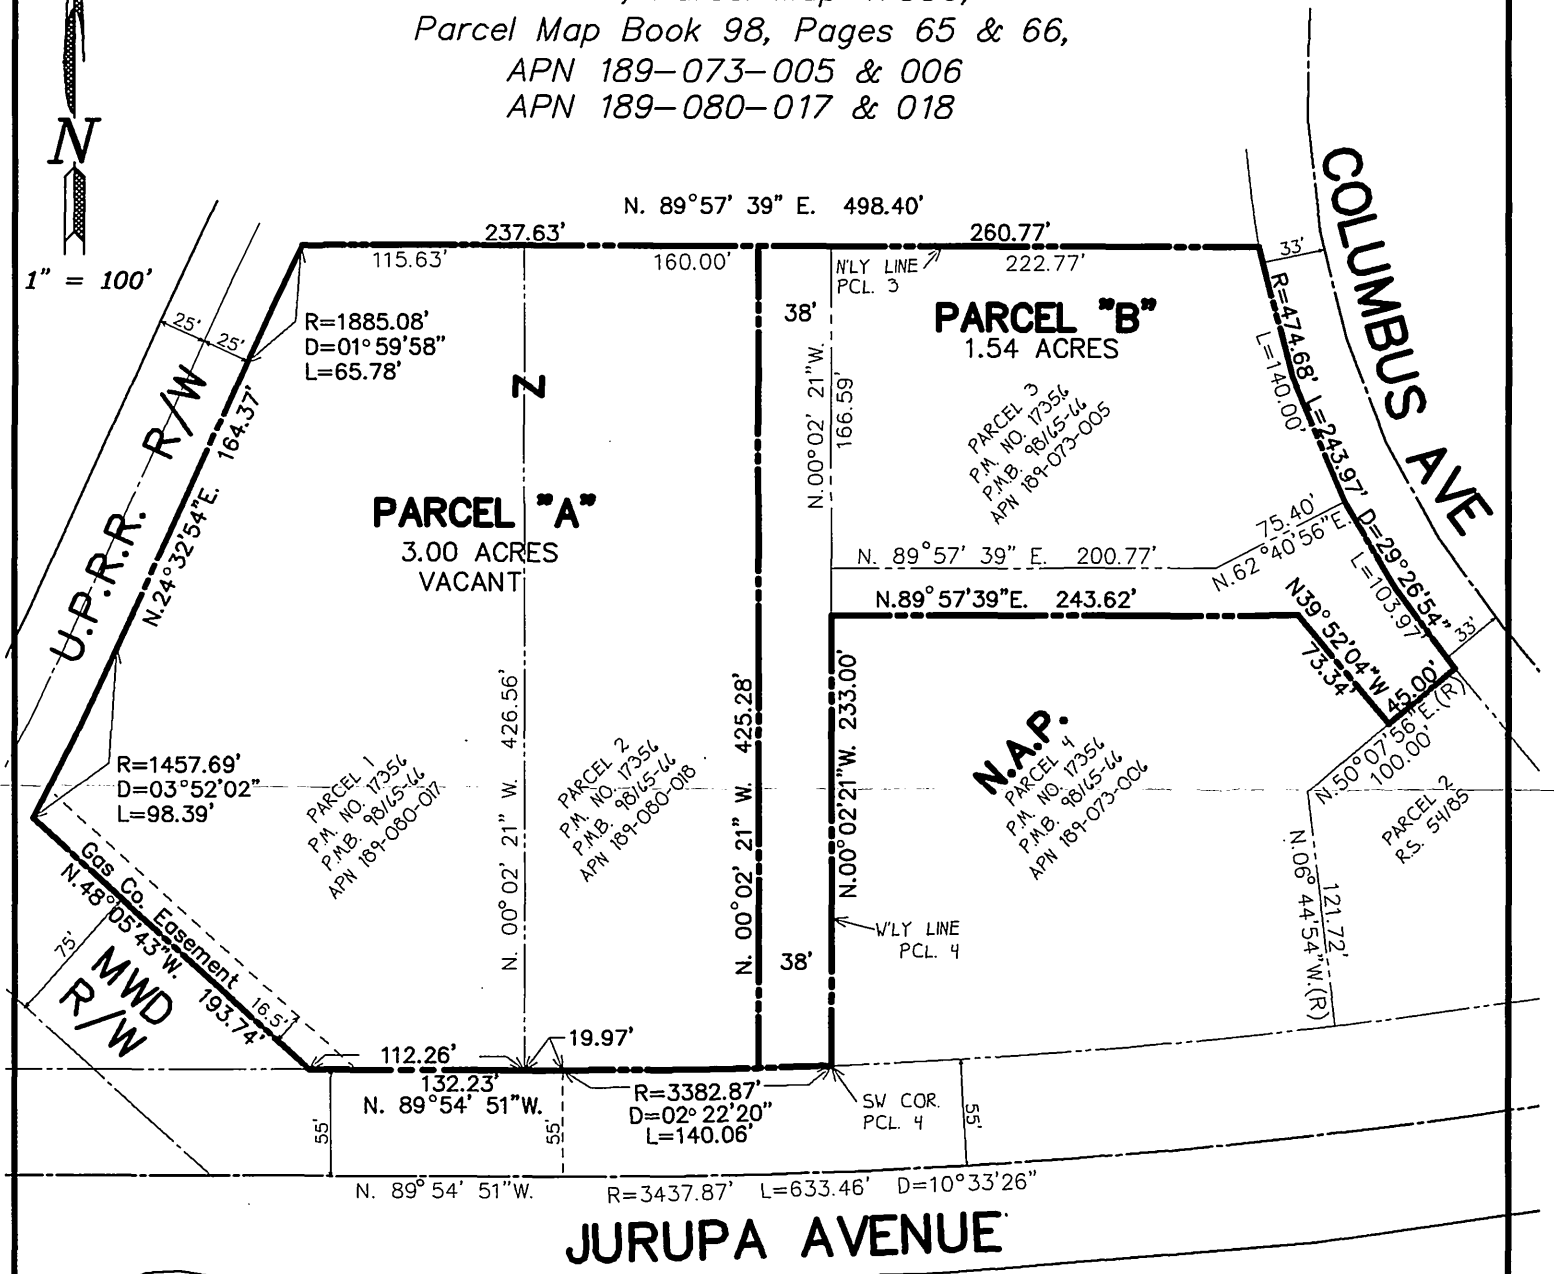 Parcel Map Book 98, Pages 65 & 66,
APN 189-073-005 & 006
APN 189-080-017 & 018
N
1" = 100'
N. 89°57' 39" E. 498.40'
237.63'
260.77'
115.63'
160.00'
222.77'
N'LY LINE
PCL. 3
33'
COLUMBUS AVE
R=1885.08'
D=01°59'58"
L=65.78'
25'
25'
38'
PARCEL "B"
1.54 ACRES
R=474.68' L=243.97' D=29°26'54"
L=140.00'
L=103.97'
U.P.R.R. R/W
N.24°32'54"E. 164.37'
Z
N.00°02' 21"W.
166.59'
PARCEL 3
P.M. NO. 17356
P.M.B. 98/65-66
APN 189-073-005
PARCEL "A"
3.00 ACRES
VACANT
75.40'
N.62°40'56"E.
N. 89°57' 39" E. 200.77'
N.89°57'39"E. 243.62'
N39°52'04"W
73.34'
33'
45.00'
N.50°07'56"E.(R)
100.00'
N. 00°02' 21" W. 426.56'
N. 00°02' 21" W. 425.28'
N.00°02'21"W. 233.00'
N.A.P.
PARCEL 4
P.M. NO. 17356
P.M.B. 98/65-66
APN 189-073-006
PARCEL 2
R.S. 54/85
R=1457.69'
D=03°52'02"
L=98.39'
PARCEL 1
P.M. NO. 17356
P.M.B. 98/65-66
APN 189-080-017
PARCEL 2
P.M. NO. 17356
P.M.B. 98/65-66
APN 189-080-018
Gas Co. Easement
N.48°05'43"W. 193.74'
16.5'
75'
MWD
R/W
38'
W'LY LINE
PCL. 4
N.06°44'54"W.(R)
121.72'
19.97'
112.26'
132.23'
N. 89°54' 51"W.
R=3382.87'
D=02°22'20"
L=140.06'
SW COR.
PCL. 4
55'
55'
55'
N. 89°54' 51"W.
R=3437.87' L=633.46' D=10°33'26"
JURUPA AVENUE